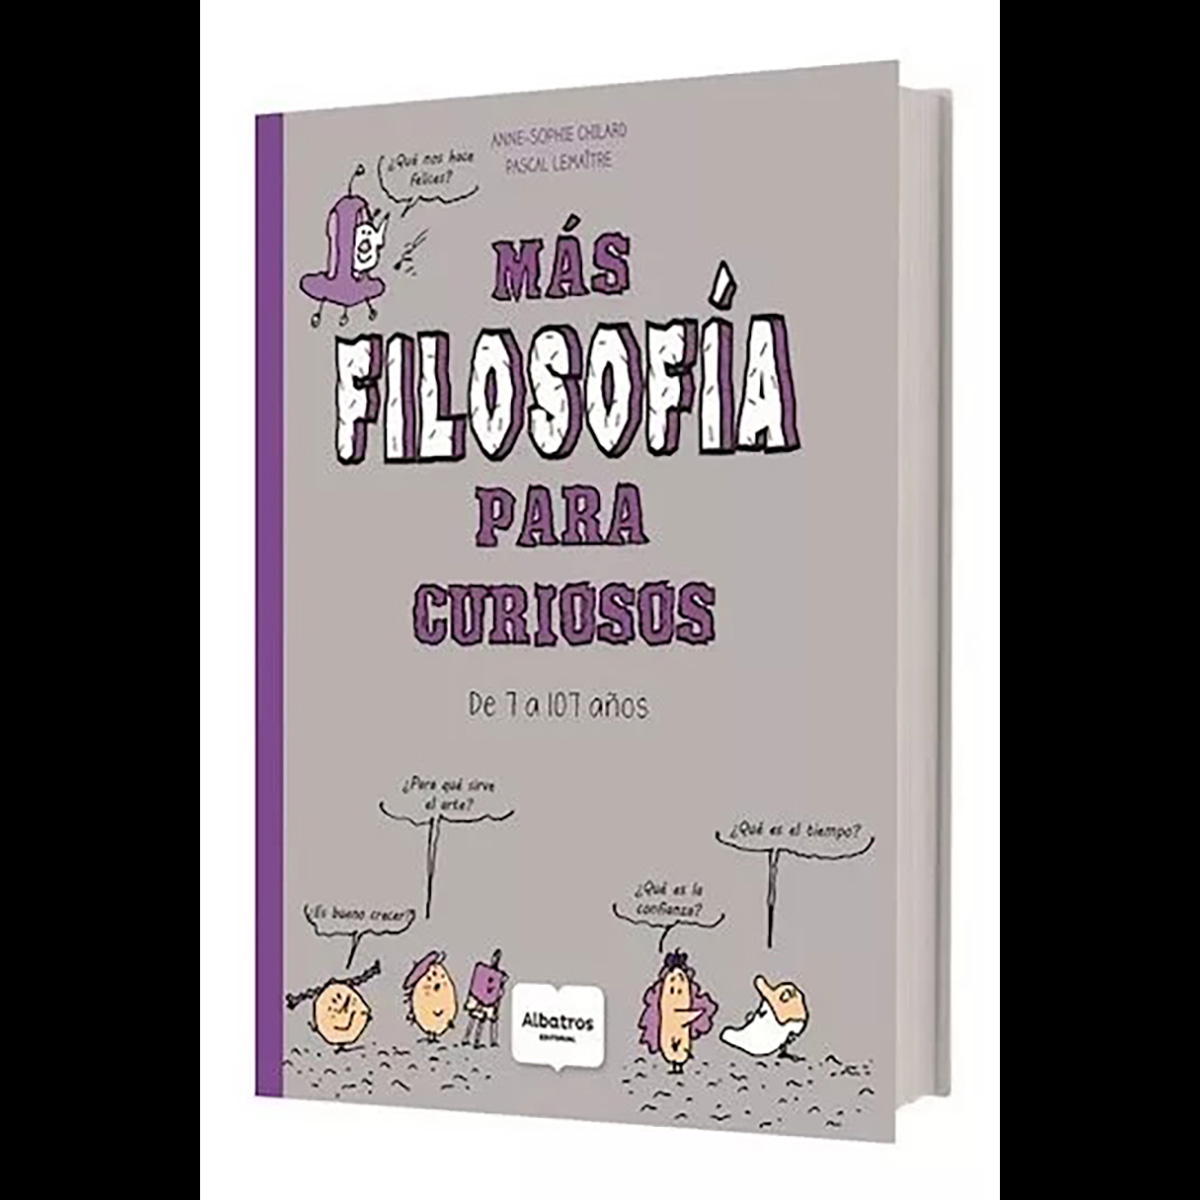 ANNE-SOPHIE CHILARD
PASCAL LEMAÎTRE
¿Qué nos hace
felices?
MÁS
FILOSOFÍA
PARA
CURIOSOS
De 7 a 107 años
¿Para qué sirve
el arte?
¿Qué es el tiempo?
¿Qué es la
confianza?
¿Es bueno crecer?
Albatros
EDITORIAL